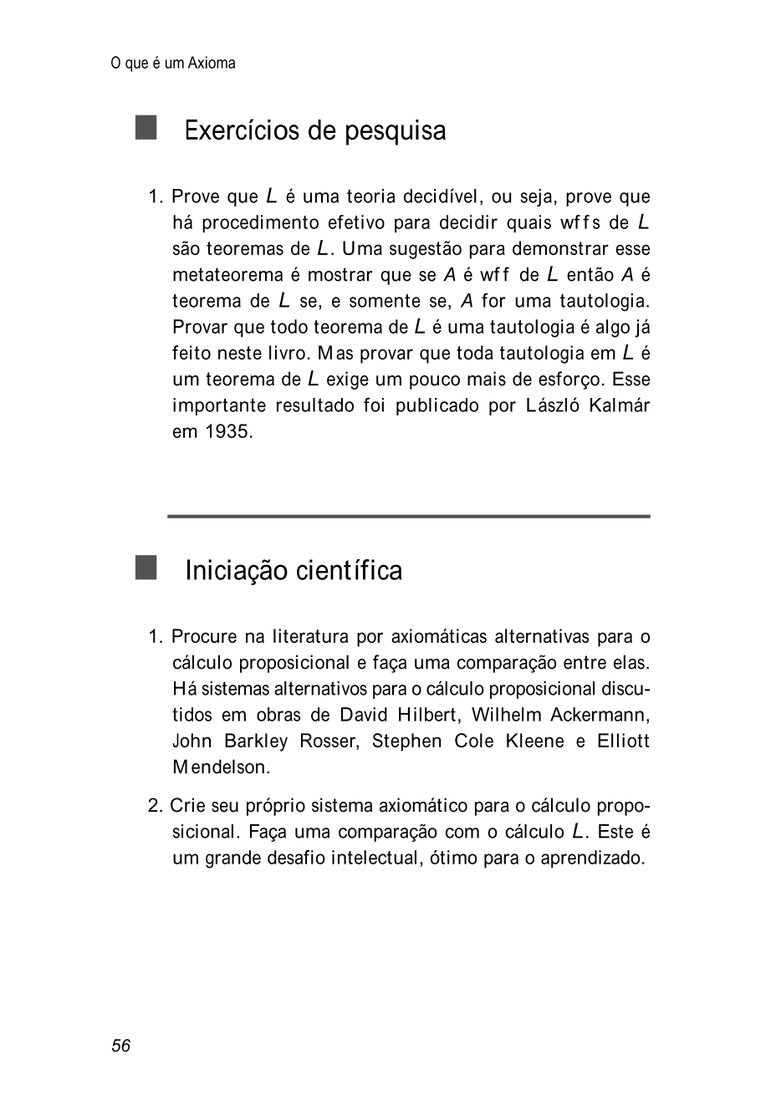 O que é um Axioma
Exercícios de pesquisa
1. Prove que L é uma teoria decidível, ou seja, prove que
há procedimento efetivo para decidir quais wffs de L
são teoremas de L. Uma sugestão para demonstrar esse
metateorema é mostrar que se A é wff de L então A é
teorema de L se, e somente se, A for uma tautologia.
Provar que todo teorema de L é uma tautologia é algo já
feito neste livro. Mas provar que toda tautologia em L é
um teorema de L exige um pouco mais de esforço. Esse
importante resultado foi publicado por László Kalmár
em 1935.
Iniciação científica
1. Procure na literatura por axiomáticas alternativas para o
cálculo proposicional e faça uma comparação entre elas.
Há sistemas alternativos para o cálculo proposicional discu-
tidos em obras de David Hilbert, Wilhelm Ackermann,
John Barkley Rosser, Stephen Cole Kleene e Elliott
Mendelson.
2. Crie seu próprio sistema axiomático para o cálculo propo-
sicional. Faça uma comparação com o cálculo L. Este é
um grande desafio intelectual, ótimo para o aprendizado.
56